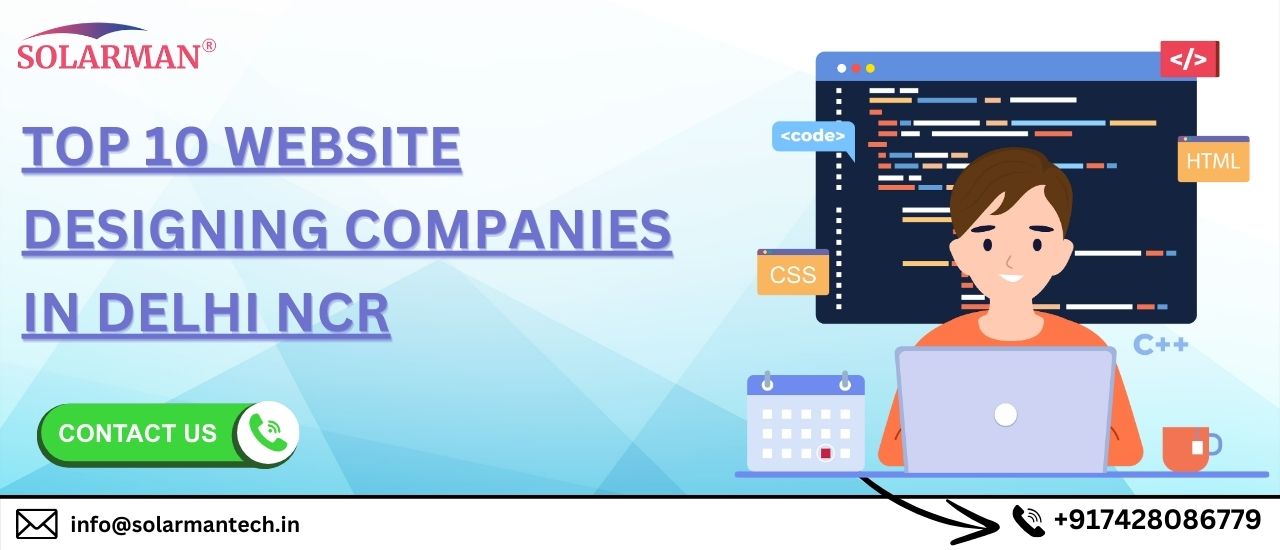 SOLARMAN®
TOP 10 WEBSITE
DESIGNING COMPANIES
IN DELHI NCR
CONTACT US
</>
<code>
HTML
CSS
C++
info@solarmantech.in
+917428086779